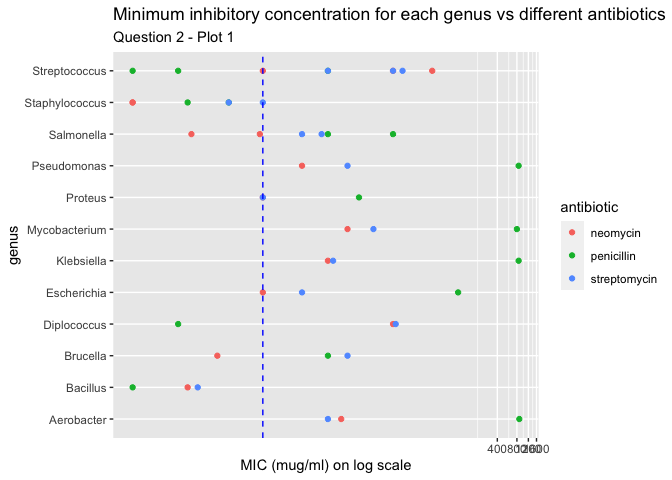 Minimum inhibitory concentration for each genus vs different antibiotics
Question 2 - Plot 1
Streptococcus
Staphylococcus
Salmonella
Pseudomonas
Proteus
Mycobacterium
Klebsiella
Escherichia
Diplococcus
Brucella
Bacillus
Aerobacter
genus
400
800
1200
1600
MIC (mug/ml) on log scale
antibiotic
neomycin
penicillin
streptomycin